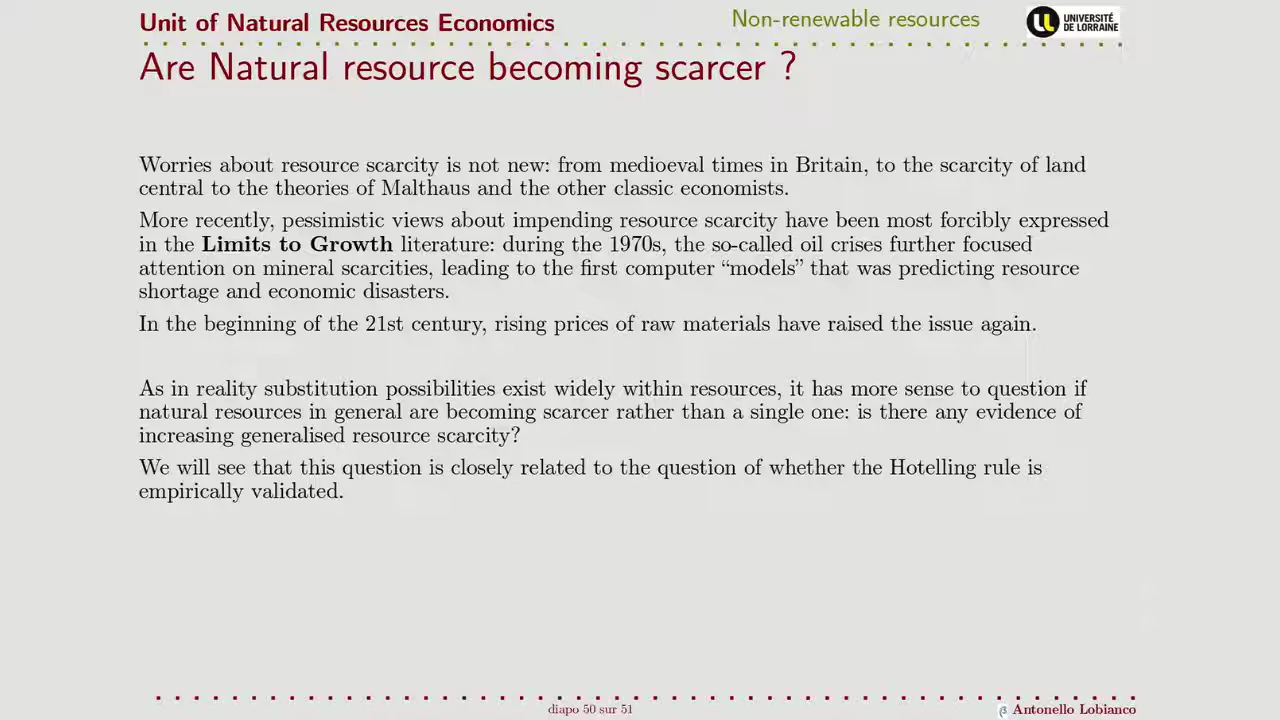 Unit of Natural Resources Economics
Non-renewable resources
UNIVERSITÉ
DE LORRAINE
Are Natural resource becoming scarcer ?
Worries about resource scarcity is not new: from medioeval times in Britain, to the scarcity of land
central to the theories of Malthaus and the other classic economists.
More recently, pessimistic views about impending resource scarcity have been most forcibly expressed
in the Limits to Growth literature: during the 1970s, the so-called oil crises further focused
attention on mineral scarcities, leading to the first computer “models” that was predicting resource
shortage and economic disasters.
In the beginning of the 21st century, rising prices of raw materials have raised the issue again.
As in reality substitution possibilities exist widely within resources, it has more sense to question if
natural resources in general are becoming scarcer rather than a single one: is there any evidence of
increasing generalised resource scarcity?
We will see that this question is closely related to the question of whether the Hotelling rule is
empirically validated.
diapo 50 sur 51
β Antonello Lobianco